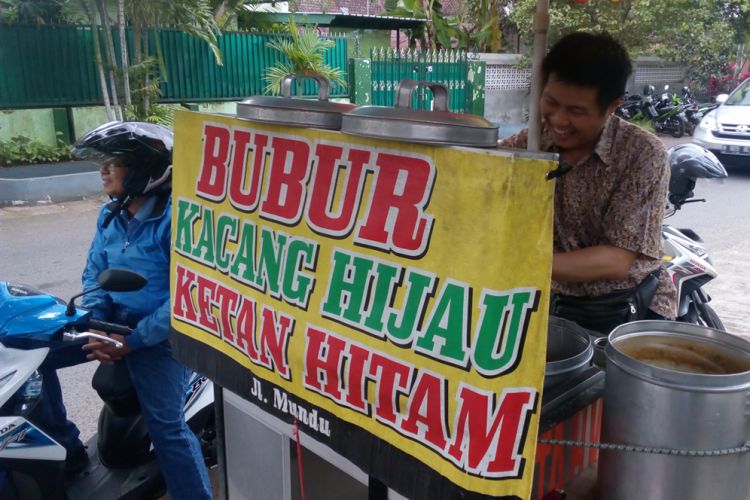 BUBUR
KACANG HIJAU
KETAN HITAM
Jl. Mundu